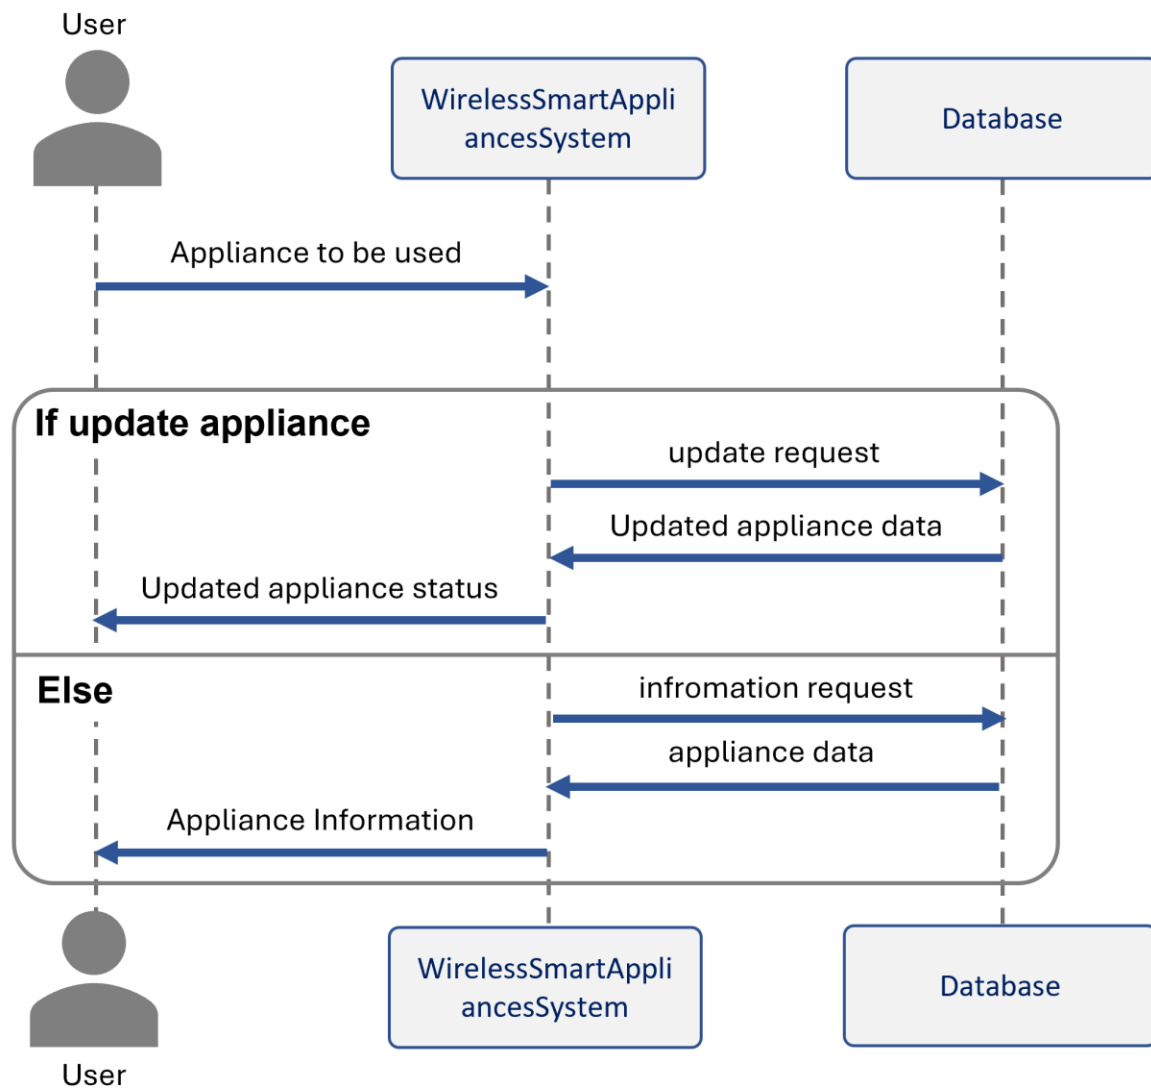 User
WirelessSmartAppli
ancesSystem
Database
Appliance to be used
If update appliance
update request
Updated appliance data
Updated appliance status
Else
infromation request
appliance data
Appliance Information
WirelessSmartAppli
ancesSystem
Database
User